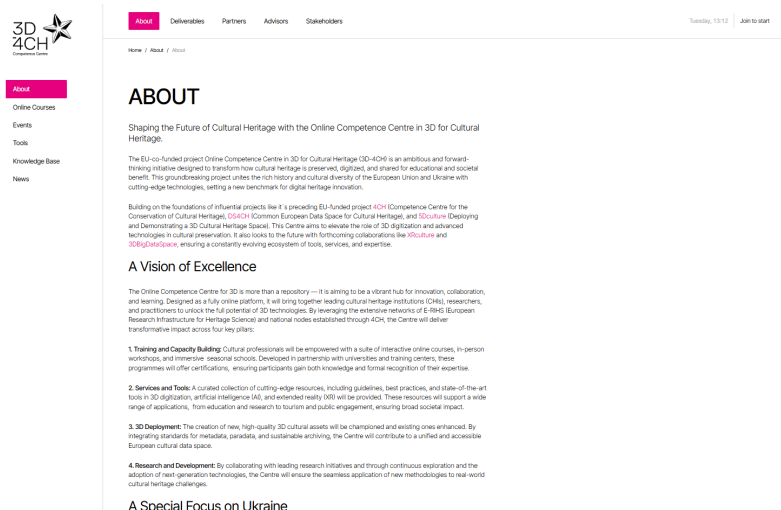 3D
4CH
Competence Centre
About
Deliverables
Partners
Advisors
Stakeholders
Tuesday, 13:12
Join to start
Home / About / About
About
Online Courses
Events
Tools
Knowledge Base
News
ABOUT
Shaping the Future of Cultural Heritage with the Online Competence Centre in 3D for Cultural
Heritage.
The EU-co-funded project Online Competence Centre in 3D for Cultural Heritage (3D-4CH) is an ambitious and forward-
thinking initiative designed to transform how cultural heritage is preserved, digitized, and shared for educational and societal
benefit. This groundbreaking project unites the rich history and cultural diversity of the European Union and Ukraine with
cutting-edge technologies, setting a new benchmark for digital heritage innovation.
Building on the foundations of influential projects like it´s preceding EU-funded project 4CH (Competence Centre for the
Conservation of Cultural Heritage), DS4CH (Common European Data Space for Cultural Heritage), and 5Dculture (Deploying
and Demonstrating a 3D Cultural Heritage Space). This Centre aims to elevate the role of 3D digitization and advanced
technologies in cultural preservation. It also looks to the future with forthcoming collaborations like XRculture and
3DBigDataSpace, ensuring a constantly evolving ecosystem of tools, services, and expertise.
A Vision of Excellence
The Online Competence Centre for 3D is more than a repository — it is aiming to be a vibrant hub for innovation, collaboration,
and learning. Designed as a fully online platform, it will bring together leading cultural heritage institutions (CHIs), researchers,
and practitioners to unlock the full potential of 3D technologies. By leveraging the extensive networks of E-RIHS (European
Research Infrastructure for Heritage Science) and national nodes established through 4CH, the Centre will deliver
transformative impact across four key pillars:
1. Training and Capacity Building: Cultural professionals will be empowered with a suite of interactive online courses, in-person
workshops, and immersive seasonal schools. Developed in partnership with universities and training centers, these
programmes will offer certifications, ensuring participants gain both knowledge and formal recognition of their expertise.
2. Services and Tools: A curated collection of cutting-edge resources, including guidelines, best practices, and state-of-the-art
tools in 3D digitization, artificial intelligence (AI), and extended reality (XR) will be provided. These resources will support a wide
range of applications, from education and research to tourism and public engagement, ensuring broad societal impact.
3. 3D Deployment: The creation of new, high-quality 3D cultural assets will be championed and existing ones enhanced. By
integrating standards for metadata, paradata, and sustainable archiving, the Centre will contribute to a unified and accessible
European cultural data space.
4. Research and Development: By collaborating with leading research initiatives and through continuous exploration and the
adoption of next-generation technologies, the Centre will ensure the seamless application of new methodologies to real-world
cultural heritage challenges.
A Special Focus on Ukraine